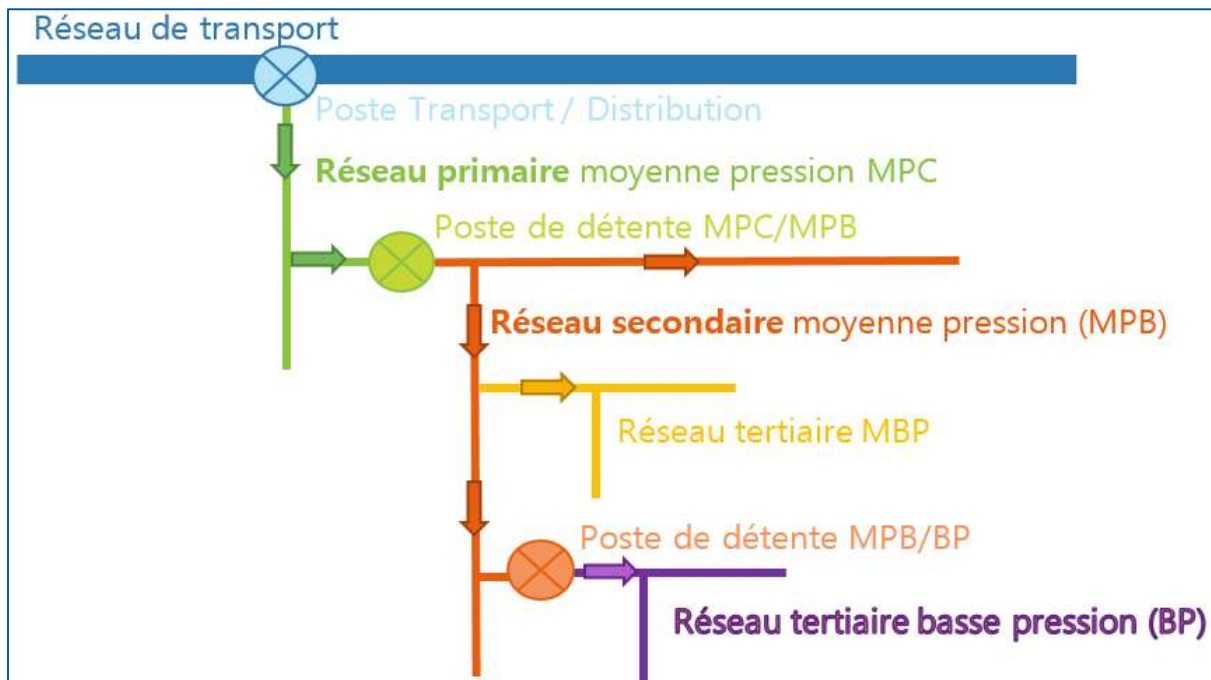 Réseau de transport
Poste Transport / Distribution
Réseau primaire moyenne pression MPC
Poste de détente MPC/MPB
Réseau secondaire moyenne pression (MPB)
Réseau tertiaire MBP
Poste de détente MPB/BP
Réseau tertiaire basse pression (BP)